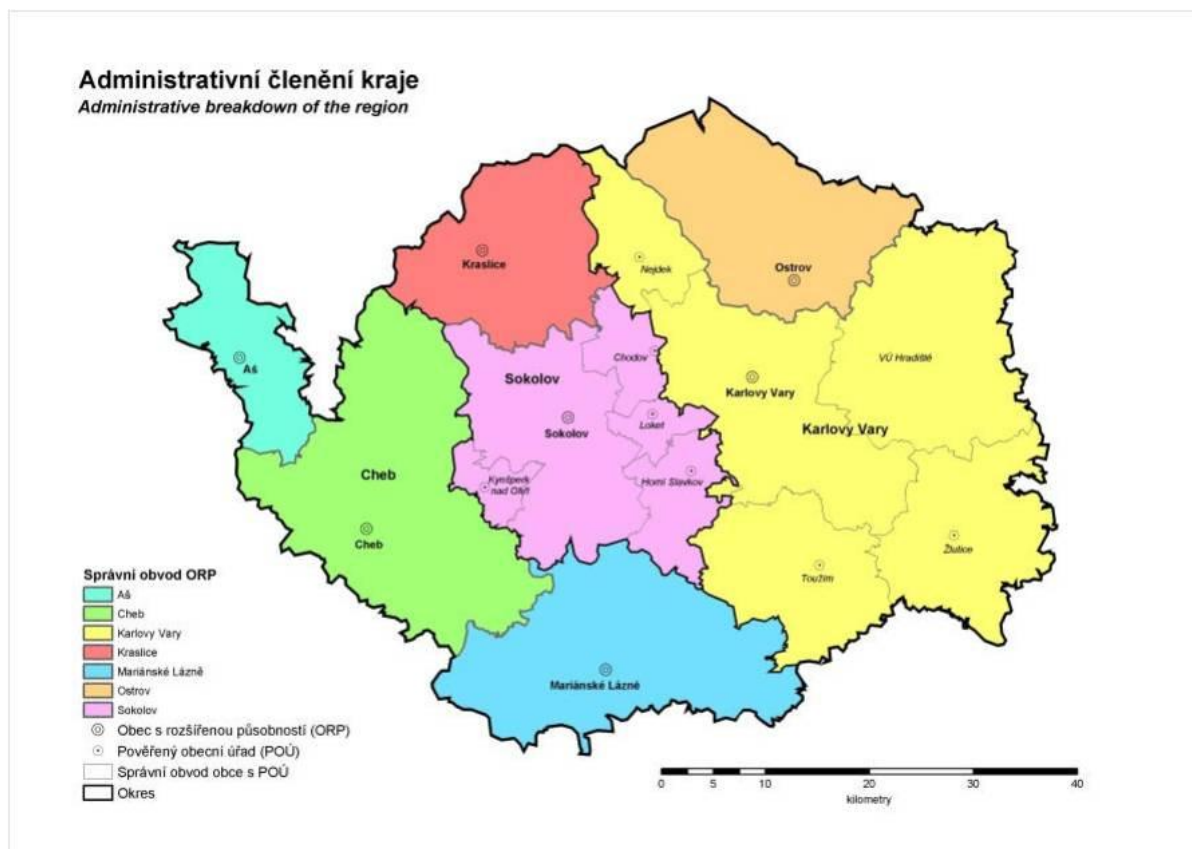 Administrativní členění kraje
Administrative breakdown of the region
Kraslice
Nejdek
Ostrov
Aš
Chodov
VÚ Hradiště
Sokolov
Karlovy Vary
Loket
Sokolov
Karlovy Vary
Cheb
Kynšperk
nad Ohří
Horní Slavkov
Cheb
Žlutice
Toužim
Mariánské Lázně
Správní obvod ORP
Aš
Cheb
Karlovy Vary
Kraslice
Mariánské Lázně
Ostrov
Sokolov
Obec s rozšířenou působností (ORP)
Pověřený obecní úřad (POÚ)
Správní obvod obce s POÚ
Okres
0 5 10 20 30 40
kilometry